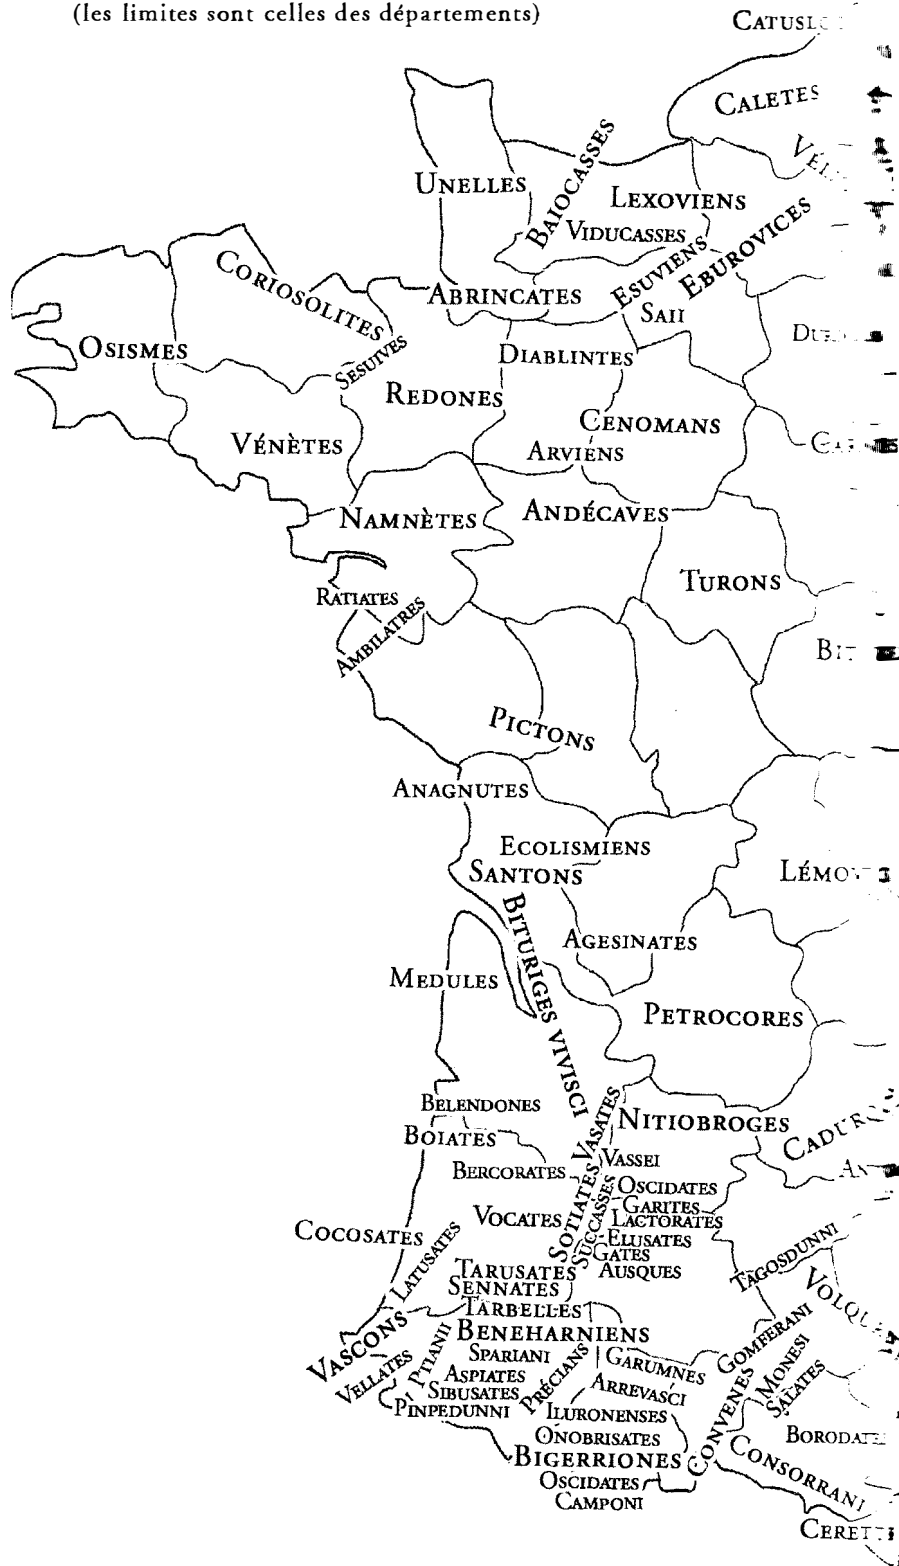 (les limites sont celles des départements)
CALETES
UNELLES
BAIOCASSES
LEXOVIENS
VIDUCASSES
ESUVIENS
EBUROVICES
CORIOSOLITES
ABRINCATES
SAII
OSISMES
SESUIVES
DIABLINTES
REDONES
CENOMANS
VÉNÈTES
ARVIENS
NAMNÈTES
ANDÉCAVES
TURONS
RATIATES
AMBILATRES
PICTONS
ANAGNUTES
ECOLISMIENS
SANTONS
BITURIGES VIVISCI
AGESINATES
MEDULES
PETROCORES
BELENDONES
VASATES
NITIOBROGES
BOIATES
VASSEI
BERCORATES
SOTIATES
SUCCASSES
OSCIDATES
GARITES
LACTORATES
VOCATES
COCOSATES
ELUSATES
GATES
AUSQUES
LATUSATES
TARUSATES
SENNATES
TAGOSDUNNI
TARBELLES
VASCONS
BENEHARNIENS
GOMFERANI
PTIANII
SPARIANI
PRÉCIANS
GARUMNES
MONESI
VELLATES
ASPIATES
ARREVASCI
SALATES
SIBUSATES
PINPEDUNNI
ILURONENSES
CONVENES
ONOBRISATES
BIGERRIONES
CONSORRANI
OSCIDATES
CAMPONI